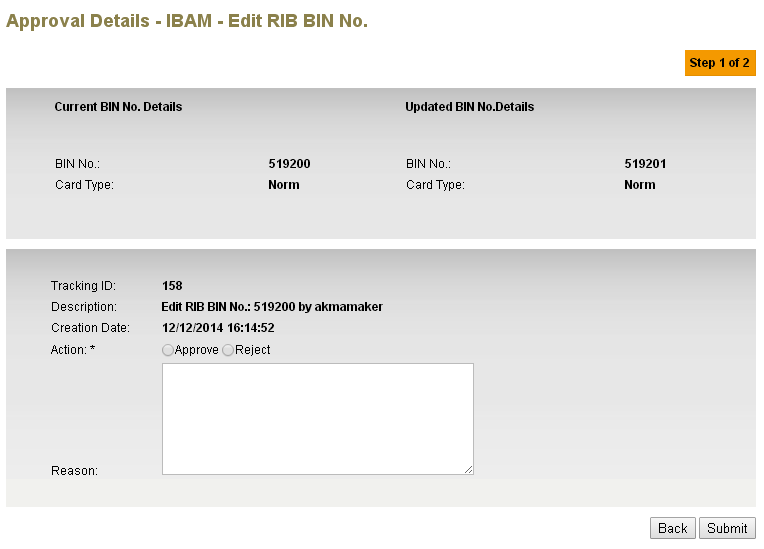 Approval Details - IBAM - Edit RIB BIN No.
Step 1 of 2
Current BIN No. Details Updated BIN No.Details
BIN No.: 519200 BIN No.: 519201
Card Type: Norm Card Type: Norm
Tracking ID: 158
Description: Edit RIB BIN No.: 519200 by akmamaker
Creation Date: 12/12/2014 16:14:52
Action: * Approve Reject
Reason:
Back Submit